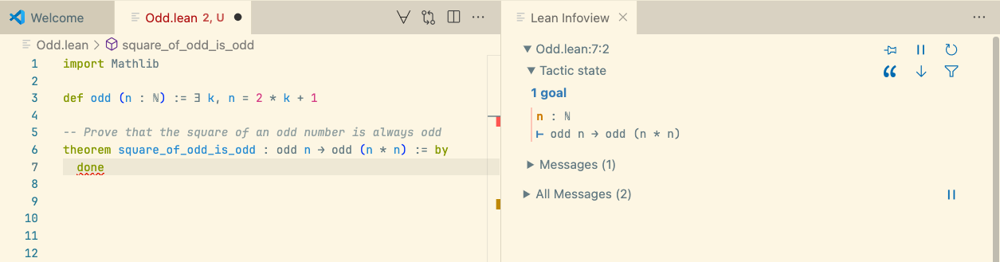 Welcome
Odd.lean 2, U
Odd.lean > square_of_odd_is_odd
1 import Mathlib
2
3 def odd (n : ℕ) := ∃ k, n = 2 * k + 1
4
5 -- Prove that the square of an odd number is always odd
6 theorem square_of_odd_is_odd : odd n → odd (n * n) := by
7 done
8
9
10
11
12
Lean Infoview
Odd.lean:7:2
Tactic state
1 goal
n : ℕ
⊢ odd n → odd (n * n)
Messages (1)
All Messages (2)